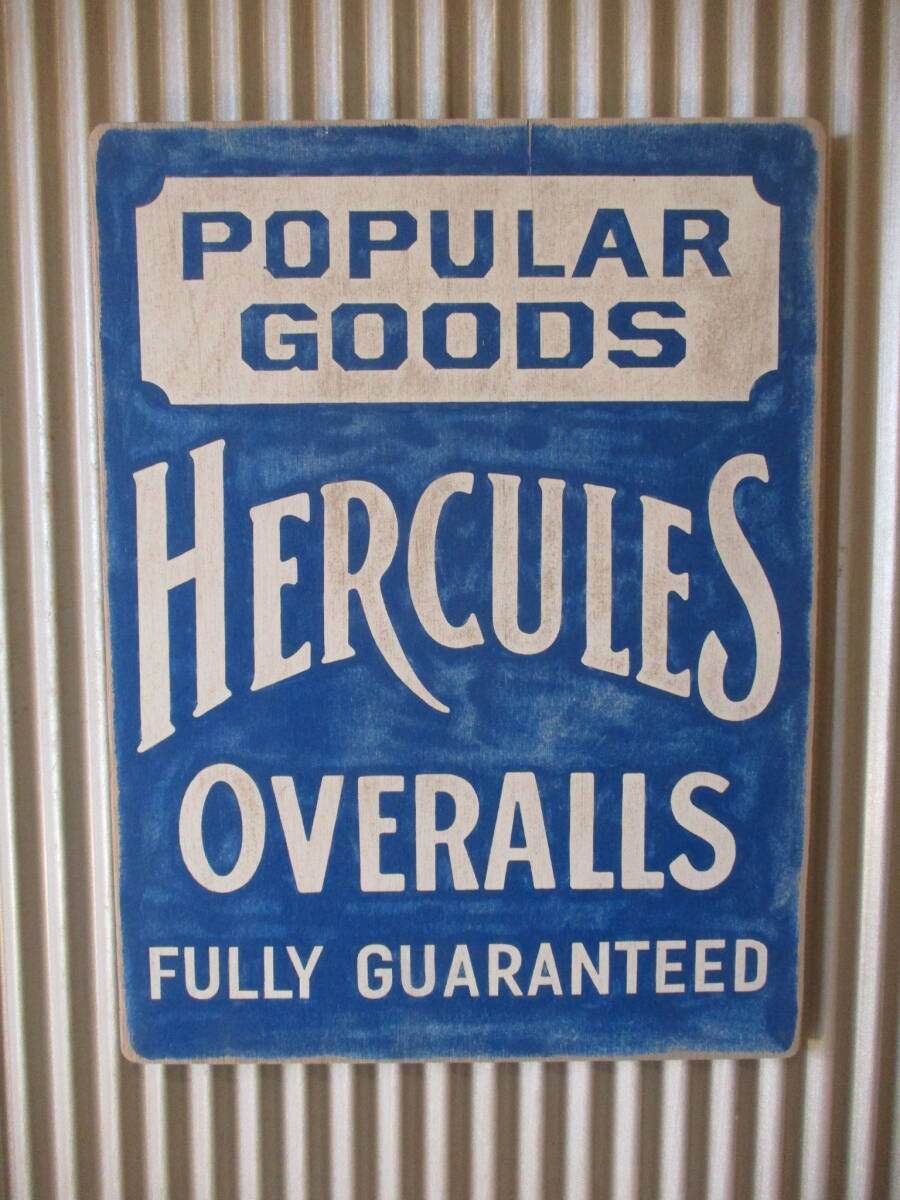 POPULAR
GOODS
HERCULES
OVERALLS
FULLY GUARANTEED